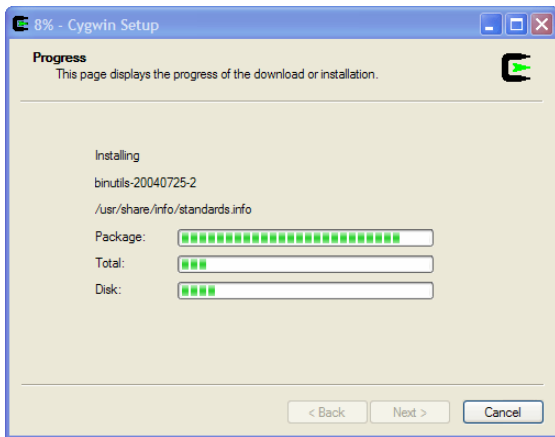 8% - Cygwin Setup
Progress
This page displays the progress of the download or installation.
Installing
binutils-20040725-2
/usr/share/info/standards.info
Package:
Total:
Disk:
< Back Next > Cancel